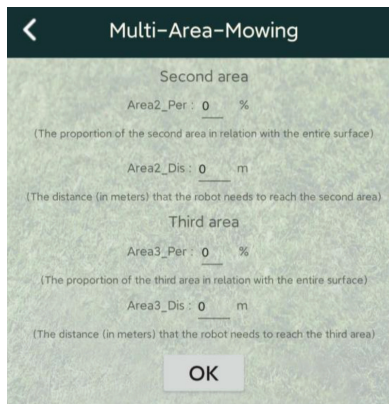 Multi-Area-Mowing
Second area
Area2_Per : 0 %
(The proportion of the second area in relation with the entire surface)
Area2_Dis : 0 m
(The distance (in meters) that the robot needs to reach the second area)
Third area
Area3_Per : 0 %
(The proportion of the third area in relation with the entire surface)
Area3_Dis : 0 m
(The distance (in meters) that the robot needs to reach the third area)
OK